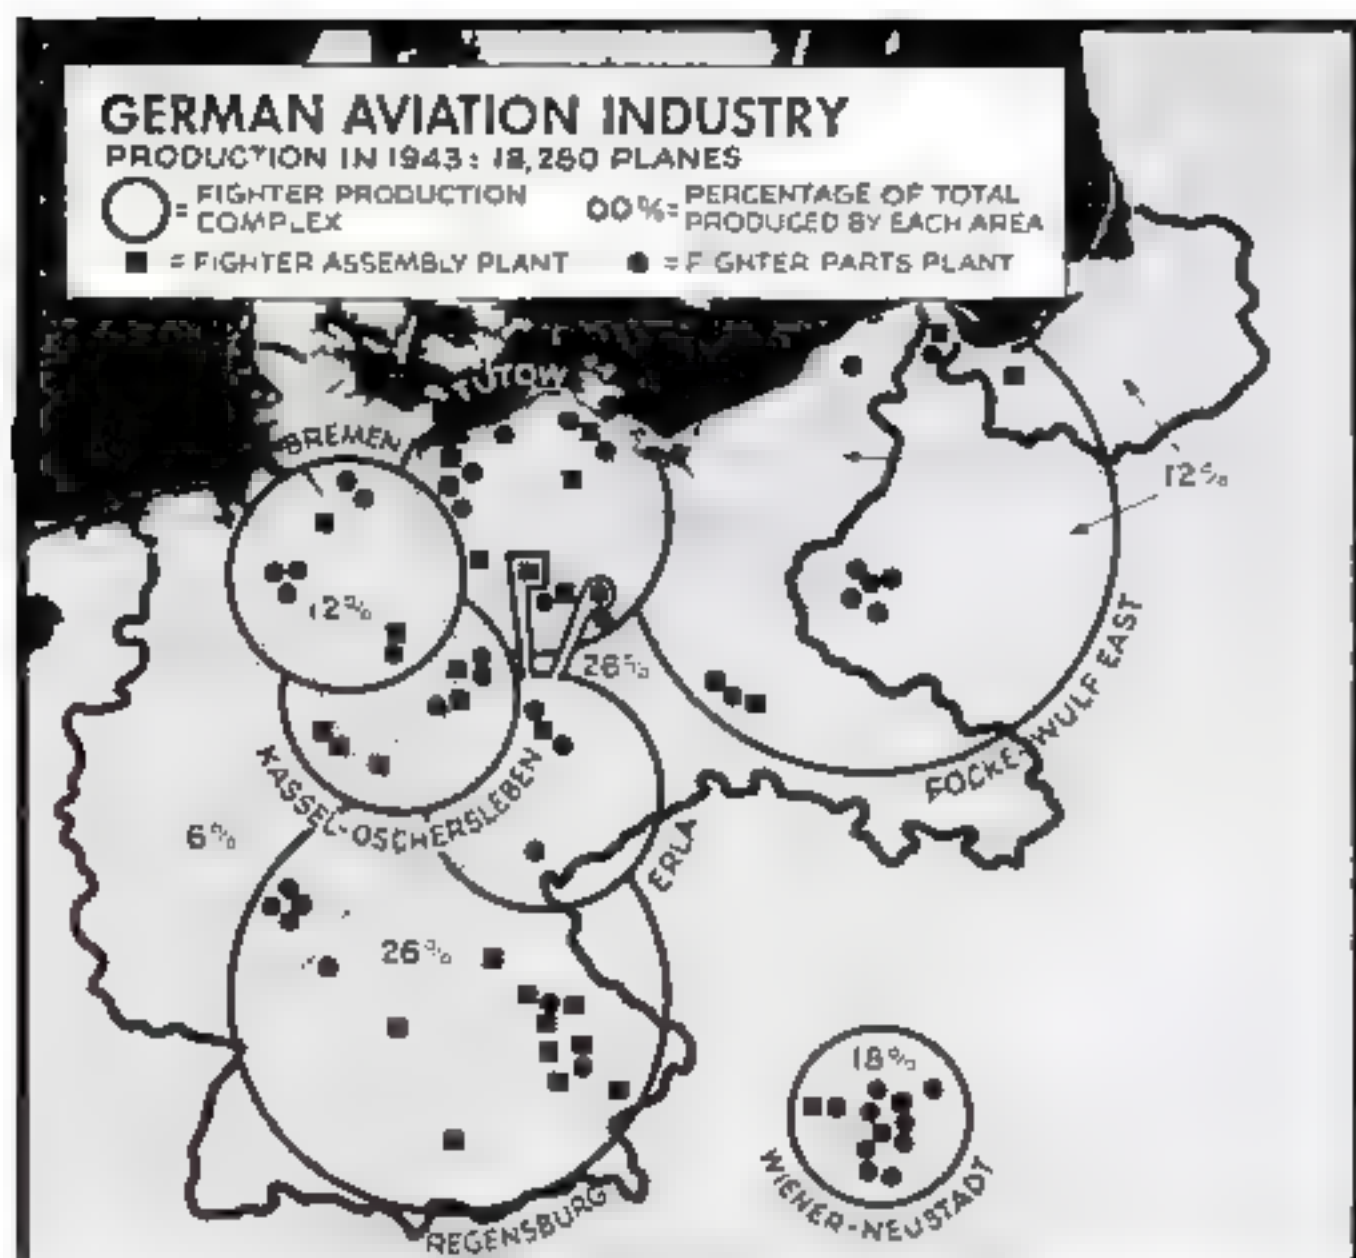 GERMAN AVIATION INDUSTRY
PRODUCTION IN 1943: 18,260 PLANES
= FIGHTER PRODUCTION COMPLEX
00% = PERCENTAGE OF TOTAL PRODUCED BY EACH AREA
= FIGHTER ASSEMBLY PLANT
= FIGHTER PARTS PLANT
TUTOW
BREMEN
12%
12%
26%
FOCKE-WULF EAST
KASSEL-OSCHERSLEBEN
6%
ERLA
26%
18%
WIENER-NEUSTADT
REGENSBURG